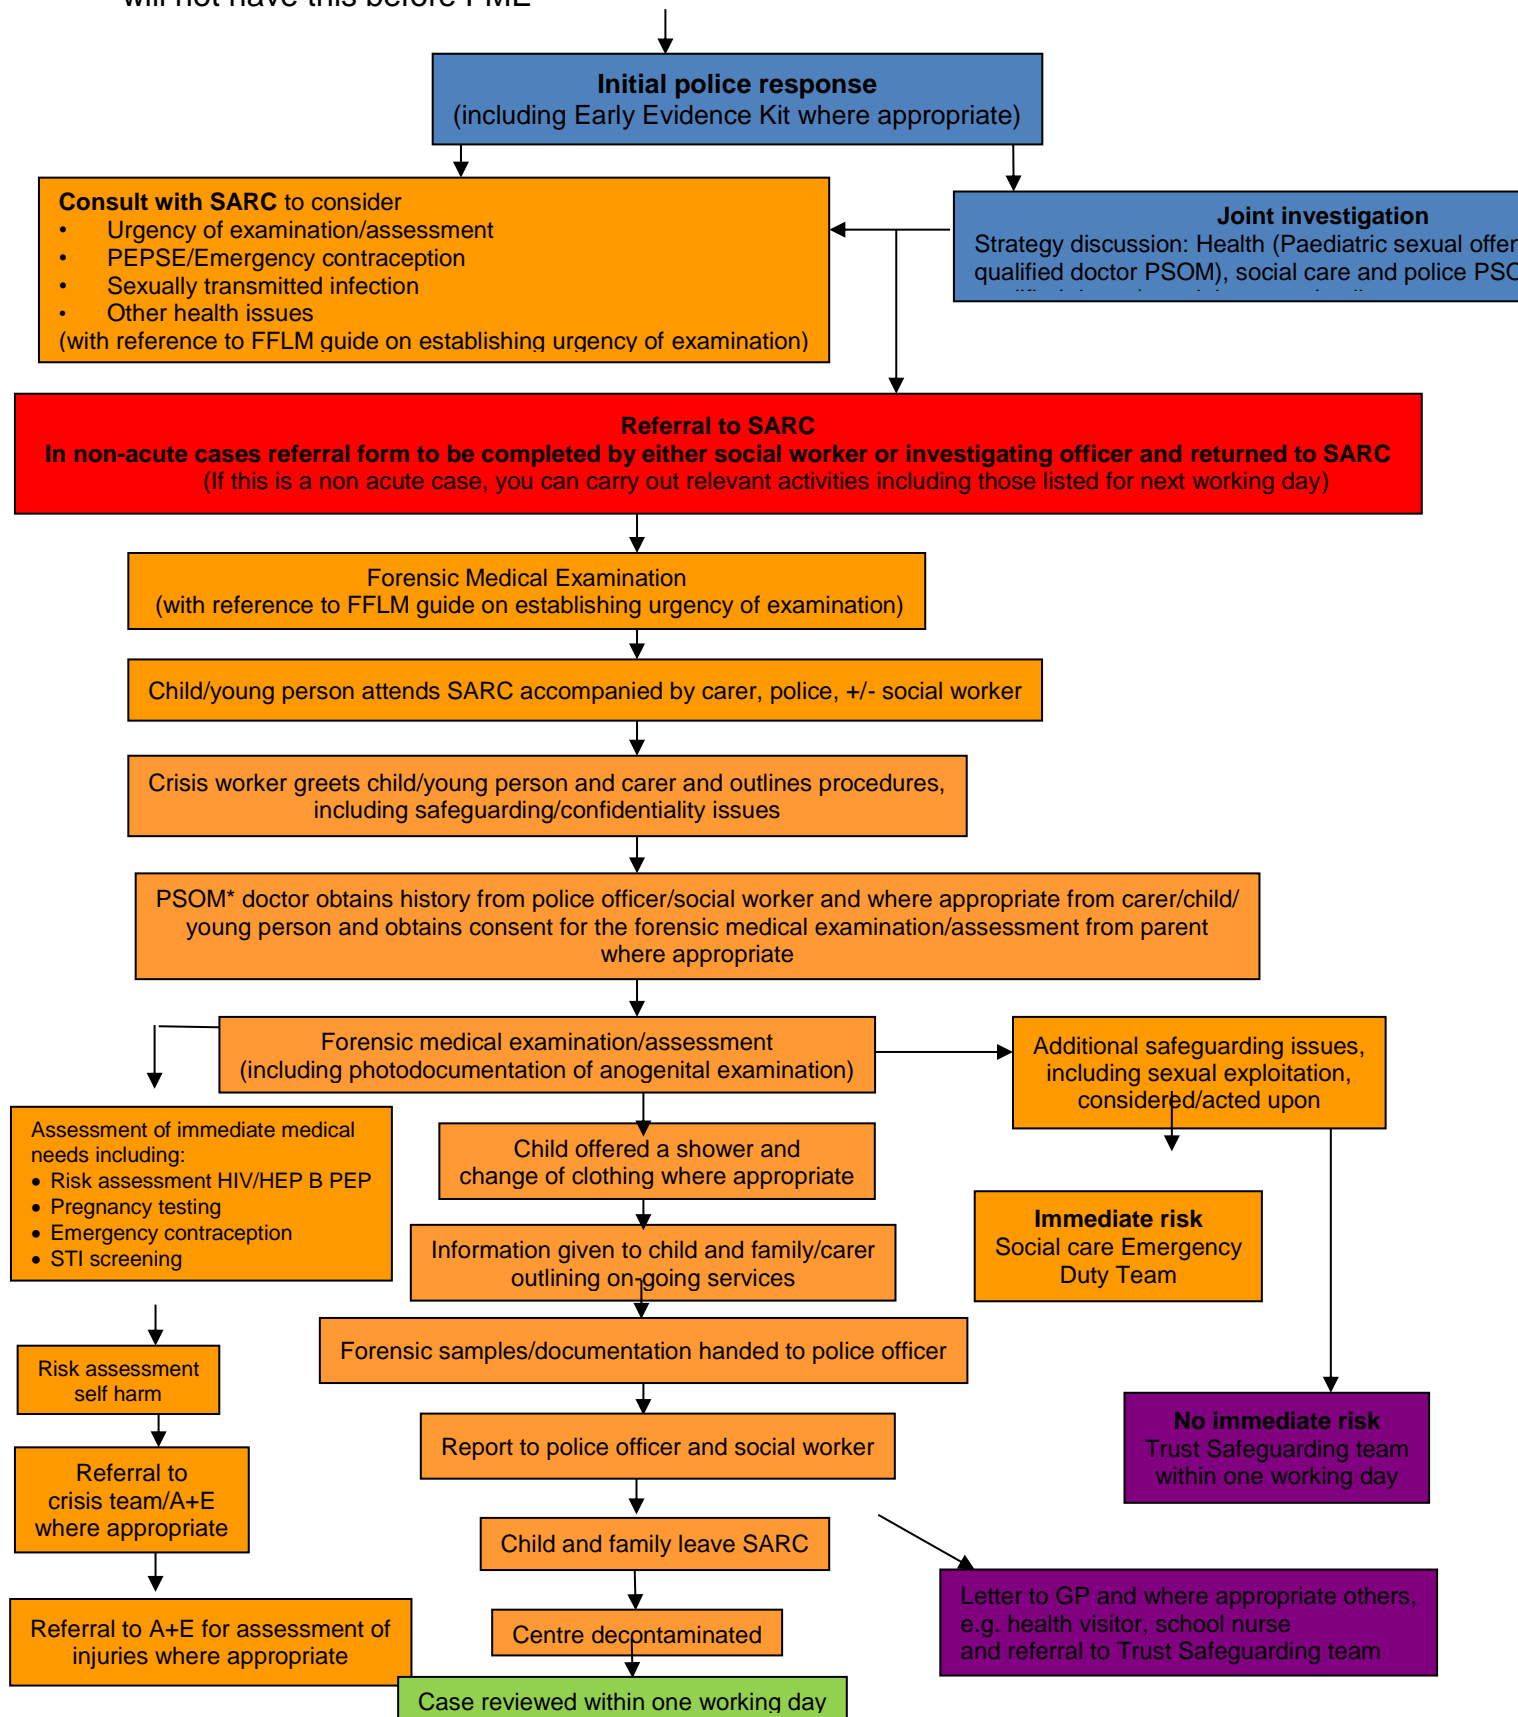 will not have this before FME
Initial police response
(including Early Evidence Kit where appropriate)
Consult with SARC to consider
• Urgency of examination/assessment
• PEPSE/Emergency contraception
• Sexually transmitted infection
• Other health issues
(with reference to FFLM guide on establishing urgency of examination)
Joint investigation
Strategy discussion: Health (Paediatric sexual offen
qualified doctor PSOM), social care and police PSO
Referral to SARC
In non-acute cases referral form to be completed by either social worker or investigating officer and returned to SARC
(If this is a non acute case, you can carry out relevant activities including those listed for next working day)
Forensic Medical Examination
(with reference to FFLM guide on establishing urgency of examination)
Child/young person attends SARC accompanied by carer, police, +/- social worker
Crisis worker greets child/young person and carer and outlines procedures,
including safeguarding/confidentiality issues
PSOM* doctor obtains history from police officer/social worker and where appropriate from carer/child/
young person and obtains consent for the forensic medical examination/assessment from parent
where appropriate
Forensic medical examination/assessment
(including photodocumentation of anogenital examination)
Additional safeguarding issues,
including sexual exploitation,
considered/acted upon
Assessment of immediate medical
needs including:
• Risk assessment HIV/HEP B PEP
• Pregnancy testing
• Emergency contraception
• STI screening
Child offered a shower and
change of clothing where appropriate
Immediate risk
Social care Emergency
Duty Team
Information given to child and family/carer
outlining on-going services
Forensic samples/documentation handed to police officer
Risk assessment
self harm
No immediate risk
Trust Safeguarding team
within one working day
Report to police officer and social worker
Referral to
crisis team/A+E
where appropriate
Child and family leave SARC
Letter to GP and where appropriate others,
e.g. health visitor, school nurse
and referral to Trust Safeguarding team
Referral to A+E for assessment of
injuries where appropriate
Centre decontaminated
Case reviewed within one working day